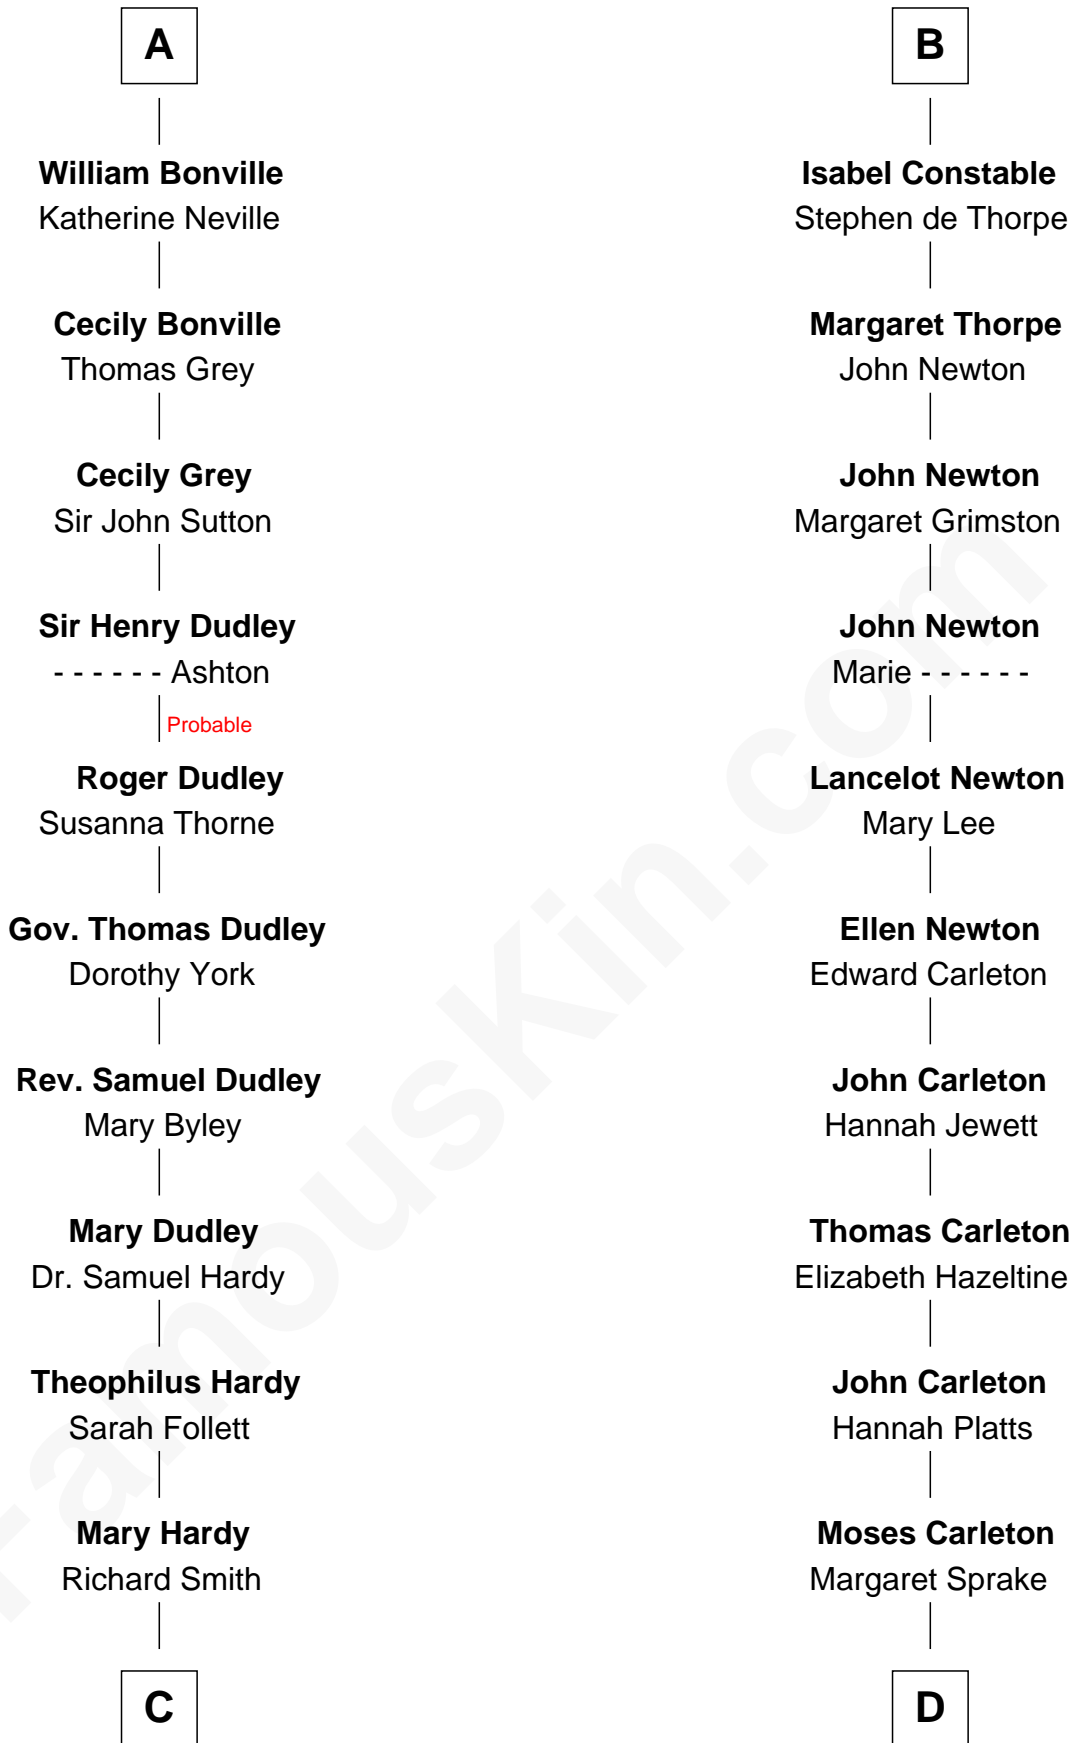 A
William Bonville
Katherine Neville
Cecily Bonville
Thomas Grey
Cecily Grey
Sir John Sutton
Sir Henry Dudley
- - - - - - Ashton
Probable
Roger Dudley
Susanna Thorne
Gov. Thomas Dudley
Dorothy York
Rev. Samuel Dudley
Mary Byley
Mary Dudley
Dr. Samuel Hardy
Theophilus Hardy
Sarah Follett
Mary Hardy
Richard Smith
C
B
Isabel Constable
Stephen de Thorpe
Margaret Thorpe
John Newton
John Newton
Margaret Grimston
John Newton
Marie - - - - - -
Lancelot Newton
Mary Lee
Ellen Newton
Edward Carleton
John Carleton
Hannah Jewett
Thomas Carleton
Elizabeth Hazeltine
John Carleton
Hannah Platts
Moses Carleton
Margaret Sprake
D
FamousKin.com